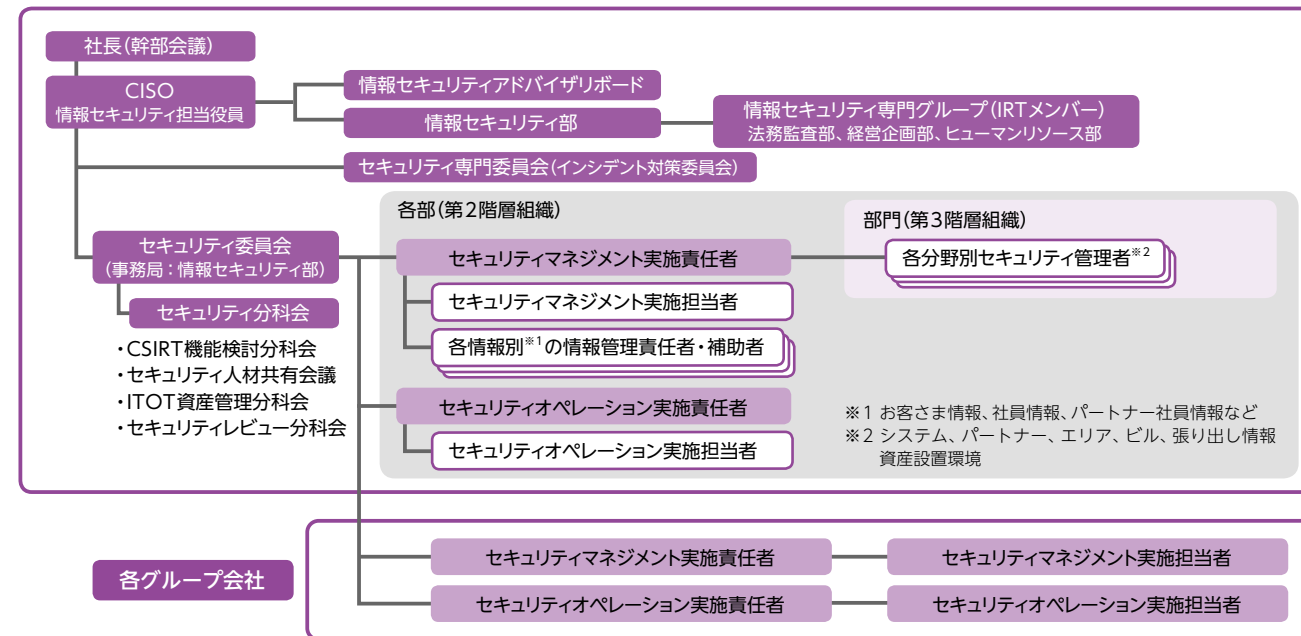 社長(幹部会議)
CISO
情報セキュリティ担当役員
情報セキュリティアドバイザリボード
情報セキュリティ部
情報セキュリティ専門グループ(IRTメンバー)
法務監査部、経営企画部、ヒューマンリソース部
セキュリティ専門委員会(インシデント対策委員会)
セキュリティ委員会
(事務局:情報セキュリティ部)
セキュリティ分科会
・CSIRT機能検討分科会
・セキュリティ人材共有会議
・ITOT資産管理分科会
・セキュリティレビュー分科会
各部(第2階層組織)
セキュリティマネジメント実施責任者
セキュリティマネジメント実施担当者
各情報別※1の情報管理責任者・補助者
セキュリティオペレーション実施責任者
セキュリティオペレーション実施担当者
部門(第3階層組織)
各分野別セキュリティ管理者※2
※1 お客さま情報、社員情報、パートナー社員情報など
※2 システム、パートナー、エリア、ビル、張り出し情報
資産設置環境
各グループ会社
セキュリティマネジメント実施責任者
セキュリティマネジメント実施担当者
セキュリティオペレーション実施責任者
セキュリティオペレーション実施担当者